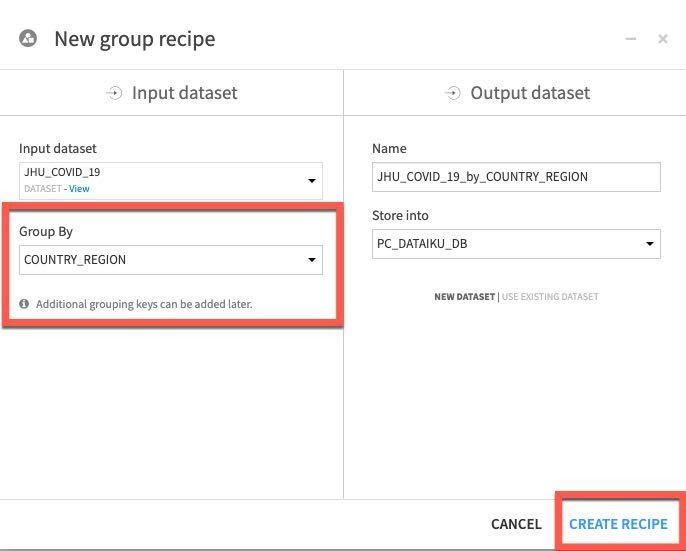 New group recipe
Input dataset
Output dataset
Input dataset
JHU_COVID_19
DATASET - View
Group By
COUNTRY_REGION
Additional grouping keys can be added later.
Name
JHU_COVID_19_by_COUNTRY_REGION
Store into
PC_DATAIKU_DB
NEW DATASET | USE EXISTING DATASET
CANCEL
CREATE RECIPE